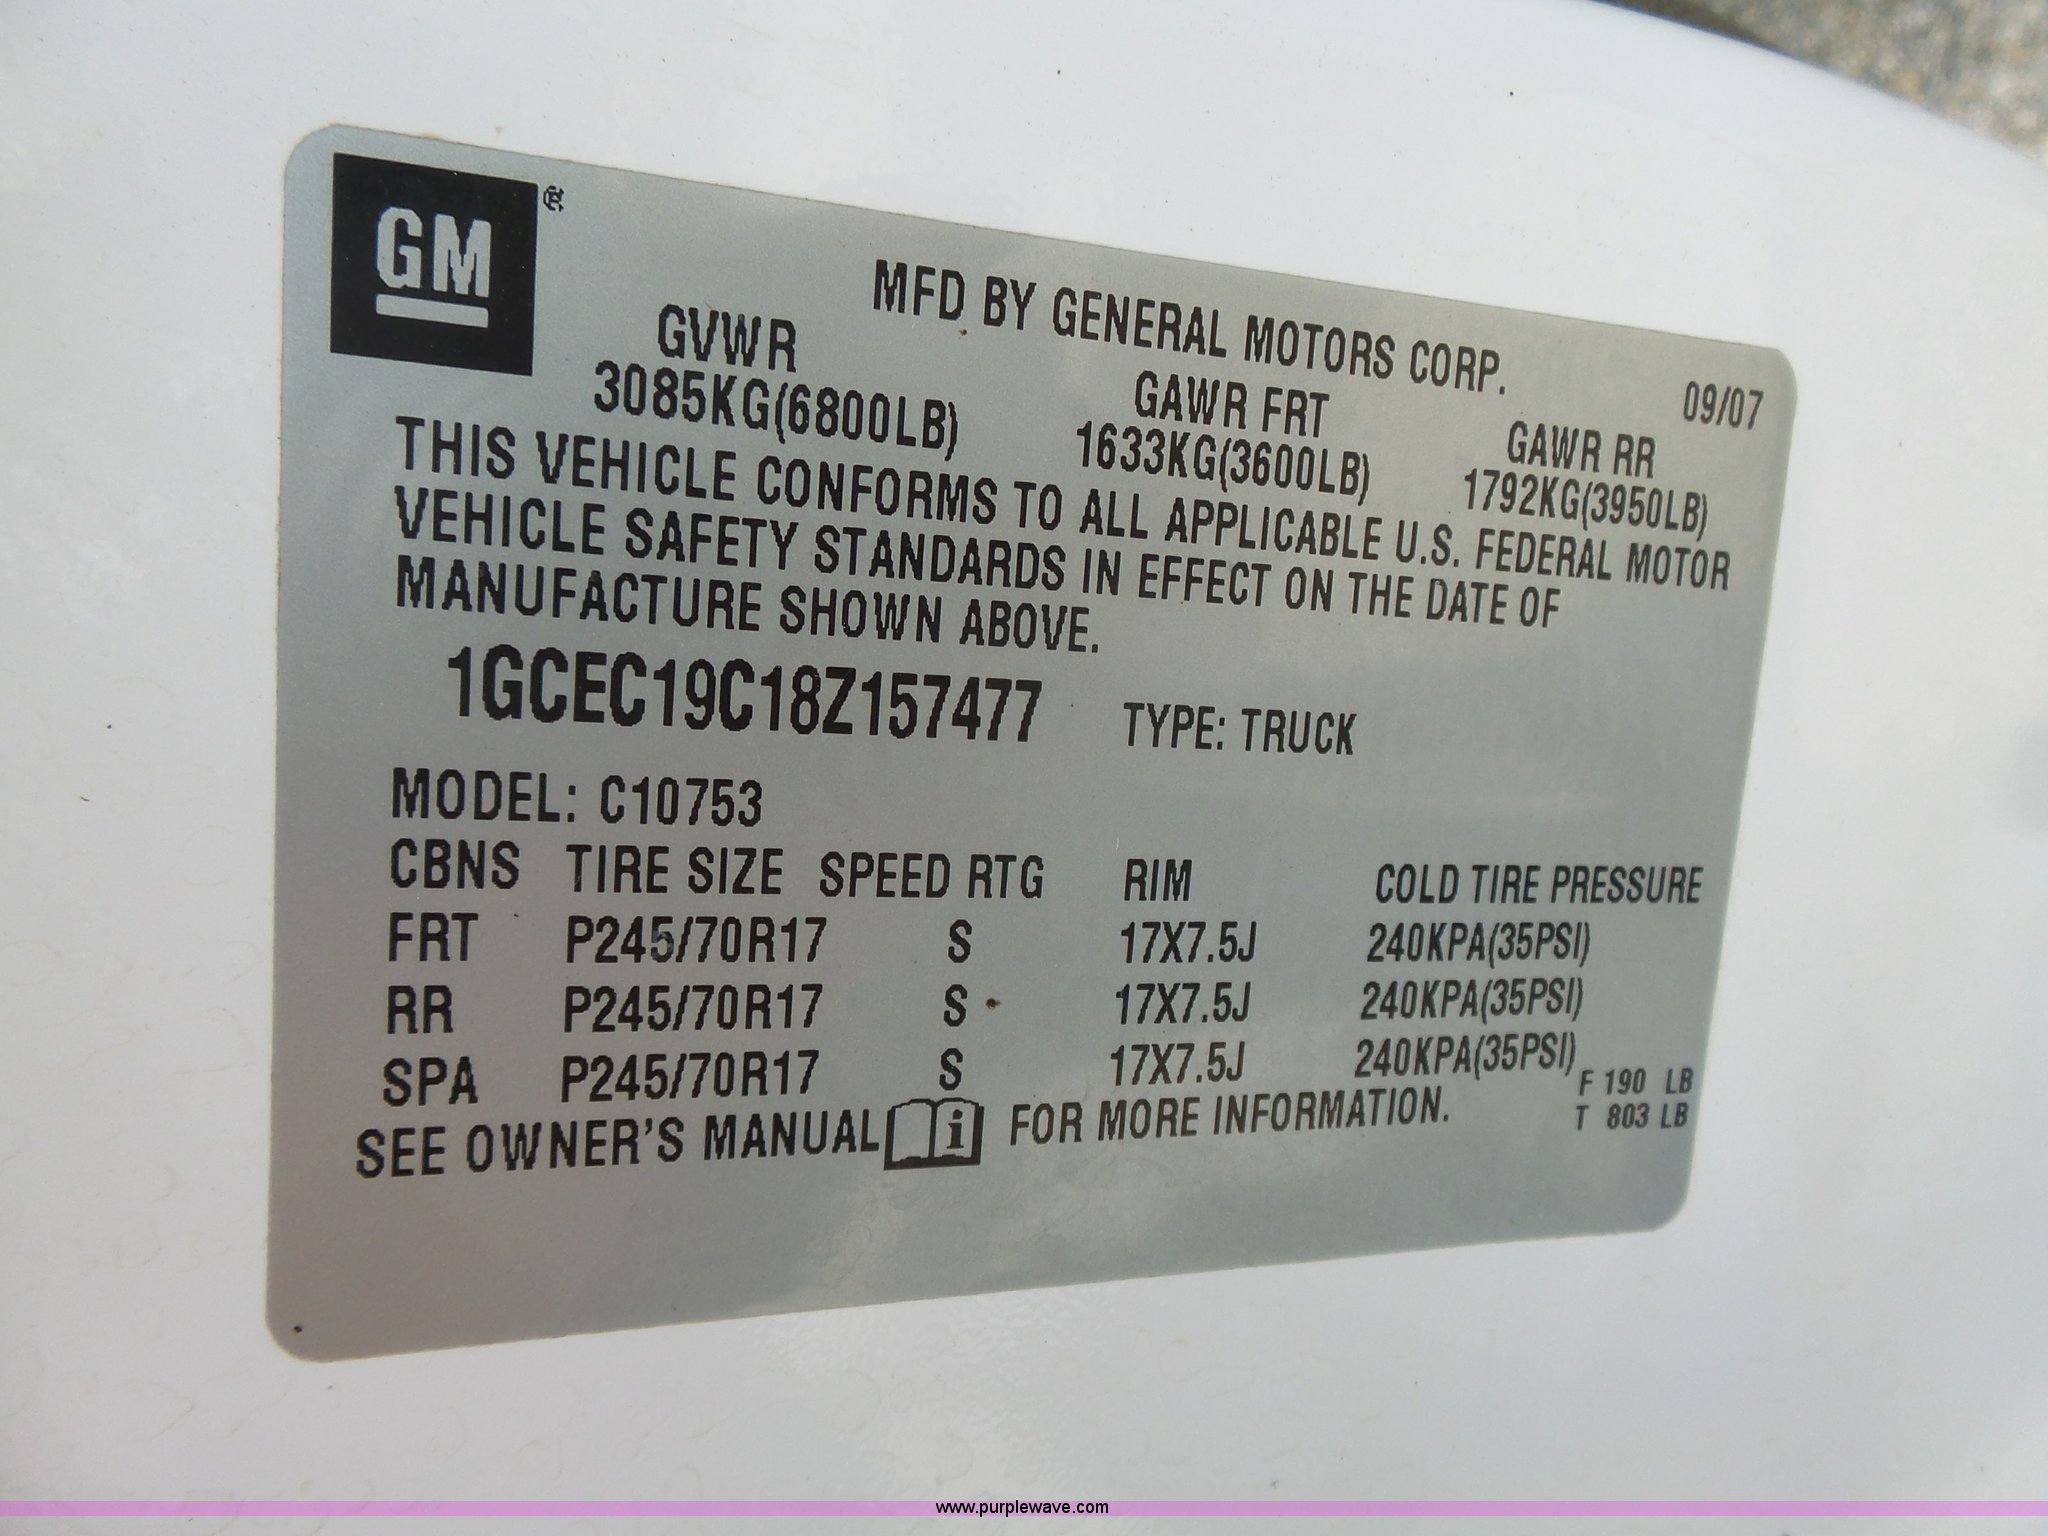 GM®
MFD BY GENERAL MOTORS CORP.
09/07
GVWR
3085KG(6800LB)
GAWR FRT
1633KG(3600LB)
GAWR RR
1792KG(3950LB)
THIS VEHICLE CONFORMS TO ALL APPLICABLE U.S. FEDERAL MOTOR
VEHICLE SAFETY STANDARDS IN EFFECT ON THE DATE OF
MANUFACTURE SHOWN ABOVE.
1GCEC19C18Z157477 TYPE: TRUCK
MODEL: C10753
CBNS TIRE SIZE SPEED RTG RIM COLD TIRE PRESSURE
FRT P245/70R17 S 17X7.5J 240KPA(35PSI)
RR P245/70R17 S 17X7.5J 240KPA(35PSI)
SPA P245/70R17 S 17X7.5J 240KPA(35PSI)
F 190 LB
T 803 LB
SEE OWNER'S MANUAL i FOR MORE INFORMATION.
www.purplewave.com